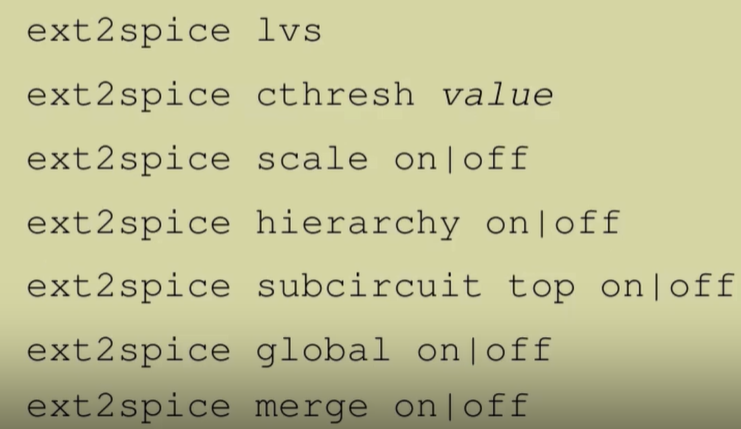 ext2spice lvs
ext2spice cthresh value
ext2spice scale on|off
ext2spice hierarchy on|off
ext2spice subcircuit top on|off
ext2spice global on|off
ext2spice merge on|off